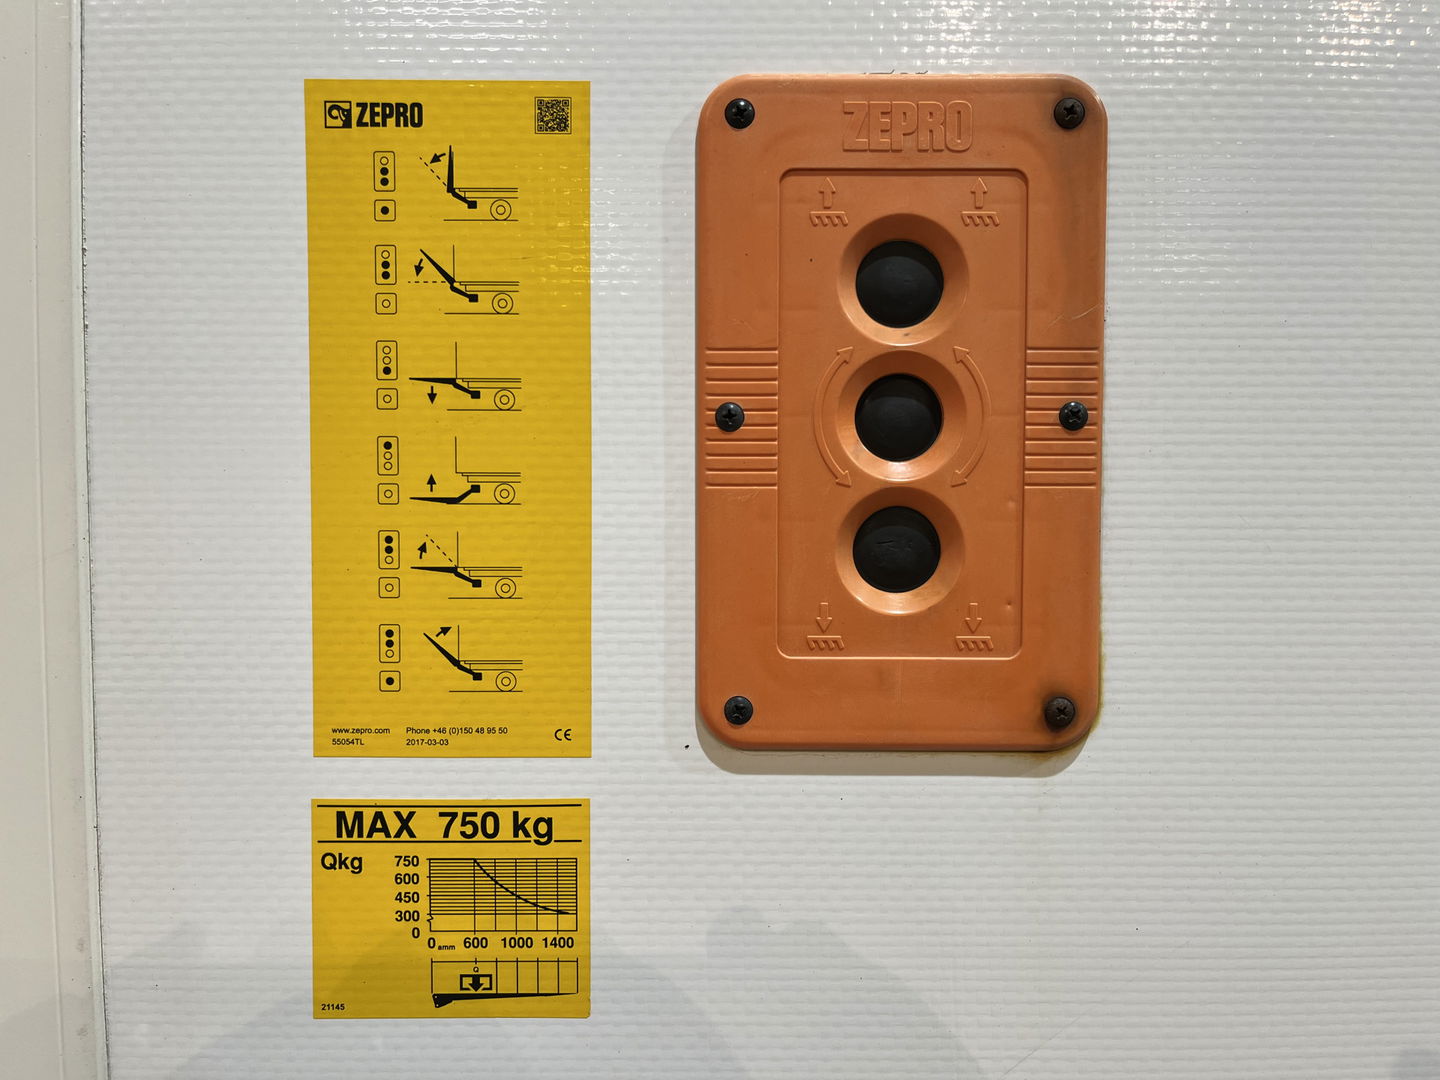 ZEPRO
www.zepro.com Phone +46 (0)150 48 95 50
55054TL 2017-03-03 CE
MAX 750 kg
Qkg
750
600
450
300
0
0 amm 600 1000 1400
Q
21145
ZEPRO